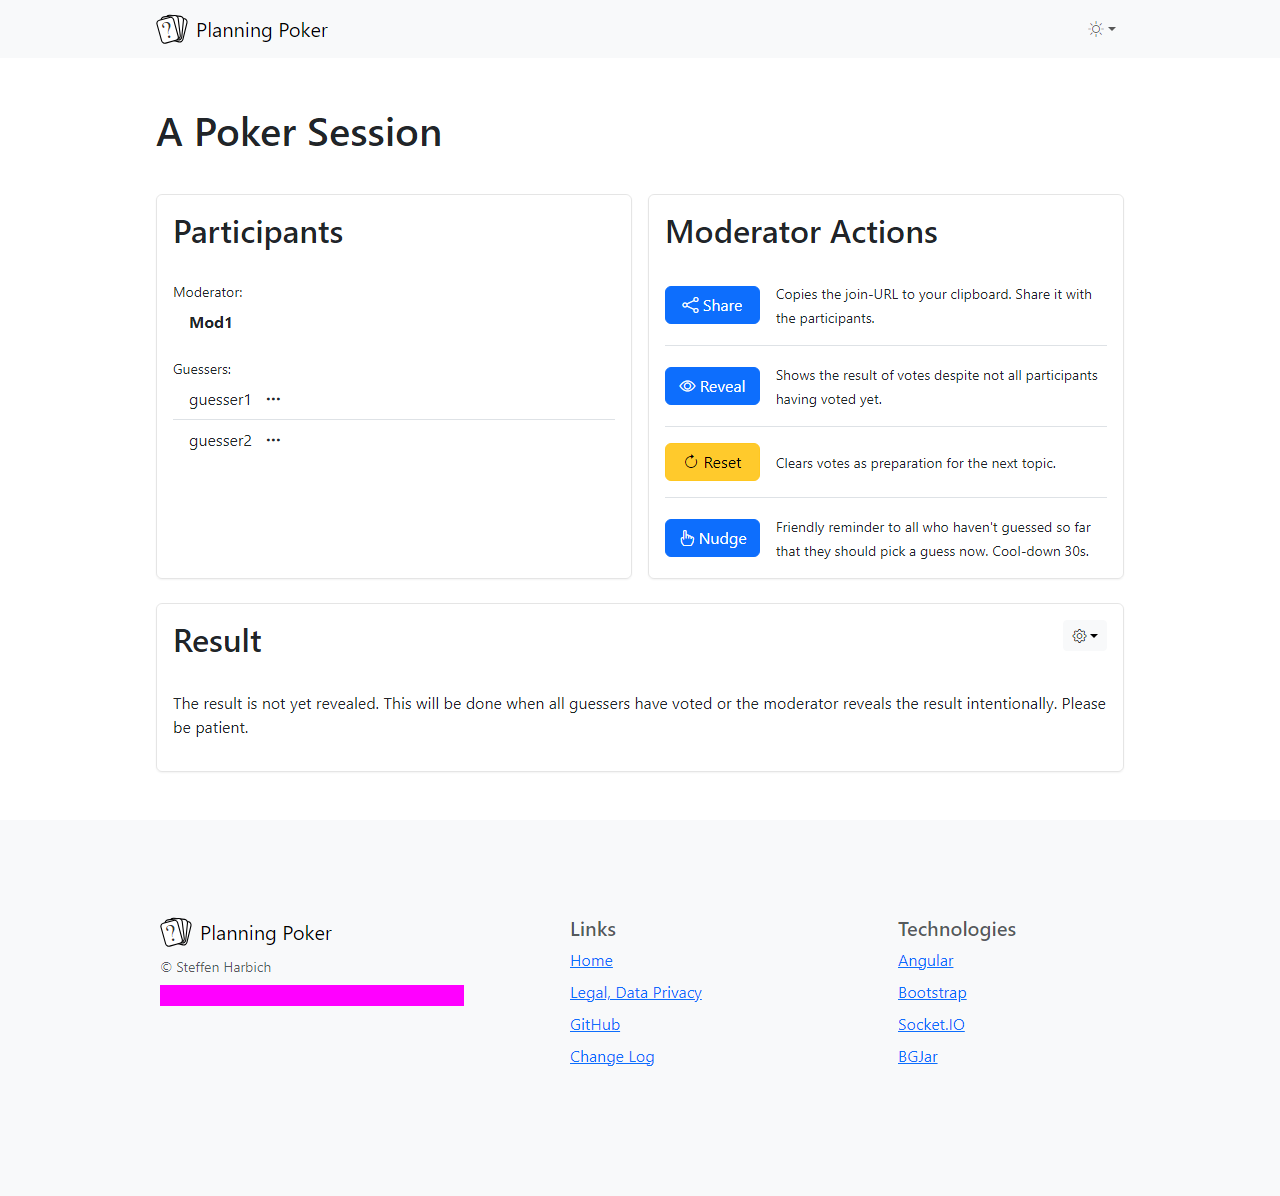 Planning Poker
A Poker Session
Participants
Moderator:
Mod1
Guessers:
guesser1
guesser2
Moderator Actions
Share
Copies the join-URL to your clipboard. Share it with
the participants.
Reveal
Shows the result of votes despite not all participants
having voted yet.
Reset
Clears votes as preparation for the next topic.
Nudge
Friendly reminder to all who haven't guessed so far
that they should pick a guess now. Cool-down 30s.
Result
The result is not yet revealed. This will be done when all guessers have voted or the moderator reveals the result intentionally. Please
be patient.
? Planning Poker
© Steffen Harbich
Links
Home
Legal, Data Privacy
GitHub
Change Log
Technologies
Angular
Bootstrap
Socket.IO
BGJar